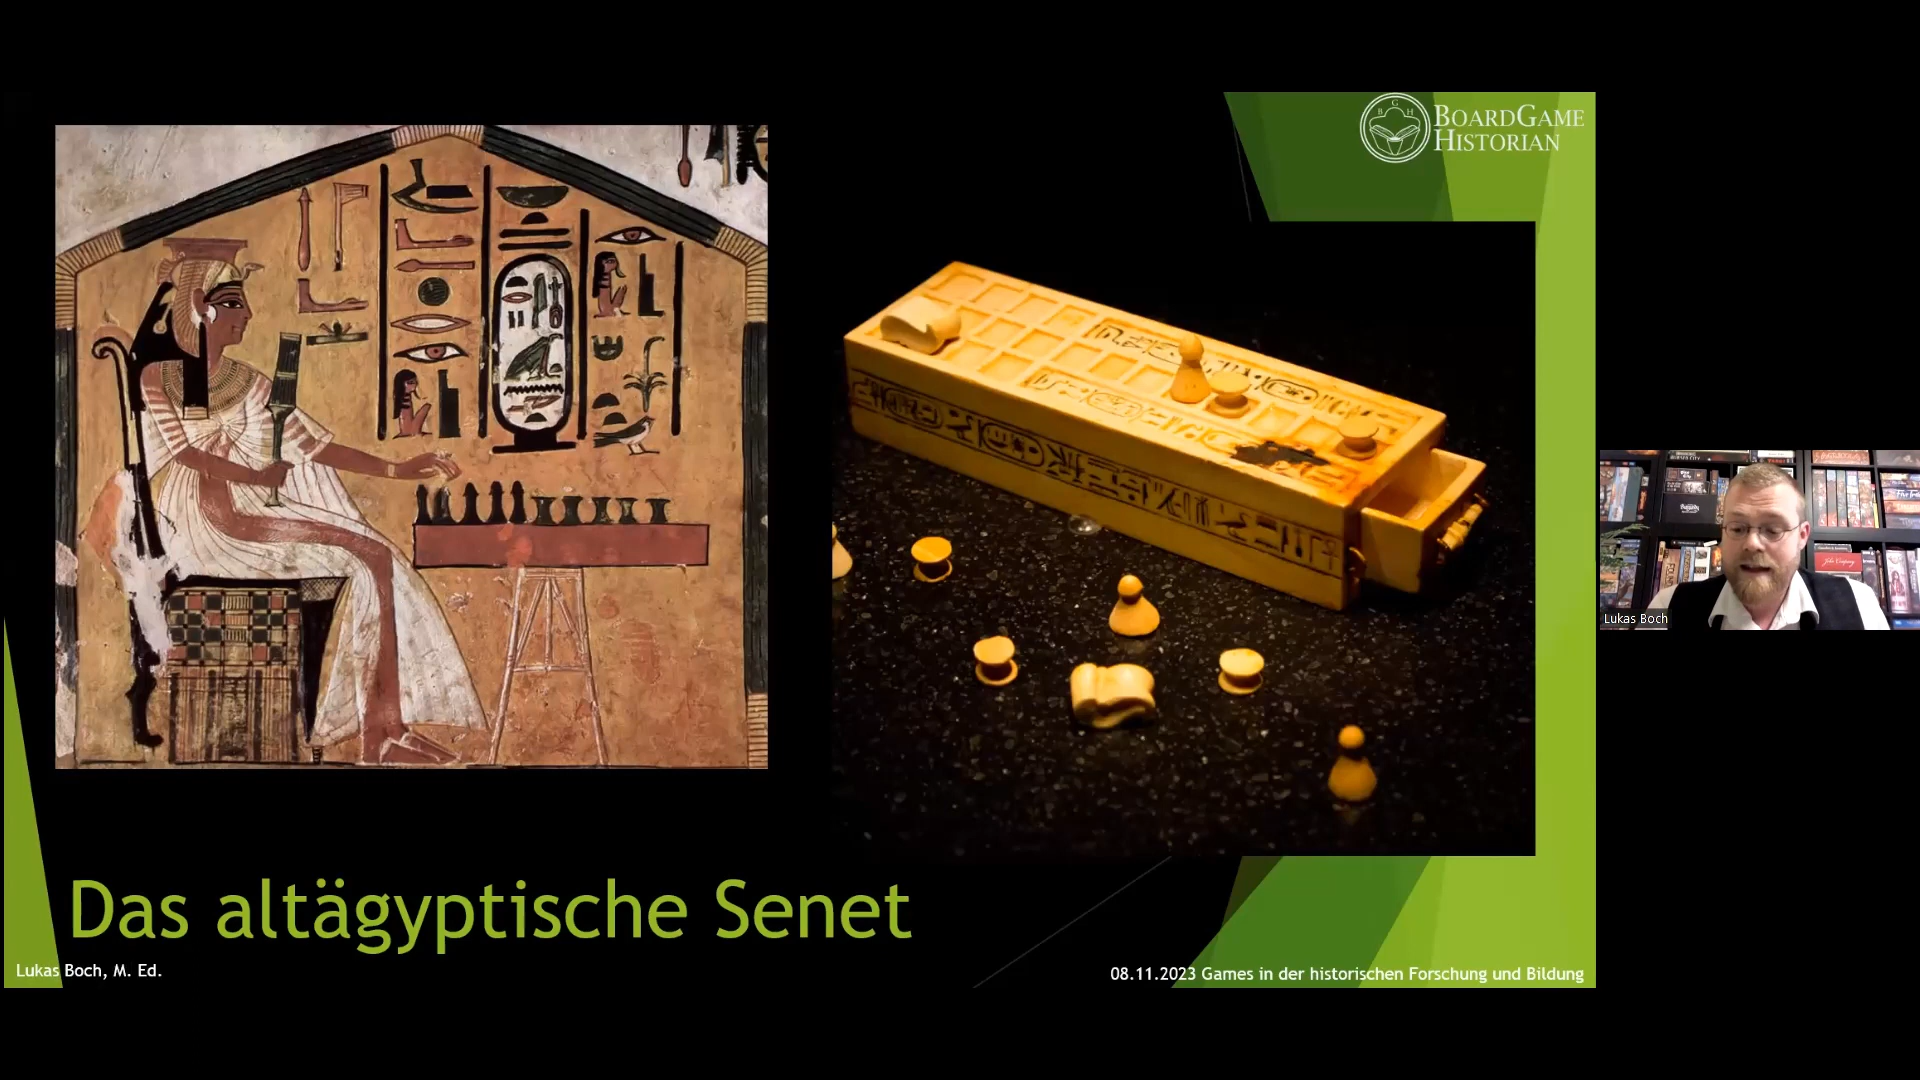 BOARDGAME
HISTORIAN
B G H
Das altägyptische Senet
Lukas Boch, M. Ed.
08.11.2023 Games in der historischen Forschung und Bildung
Lukas Boch